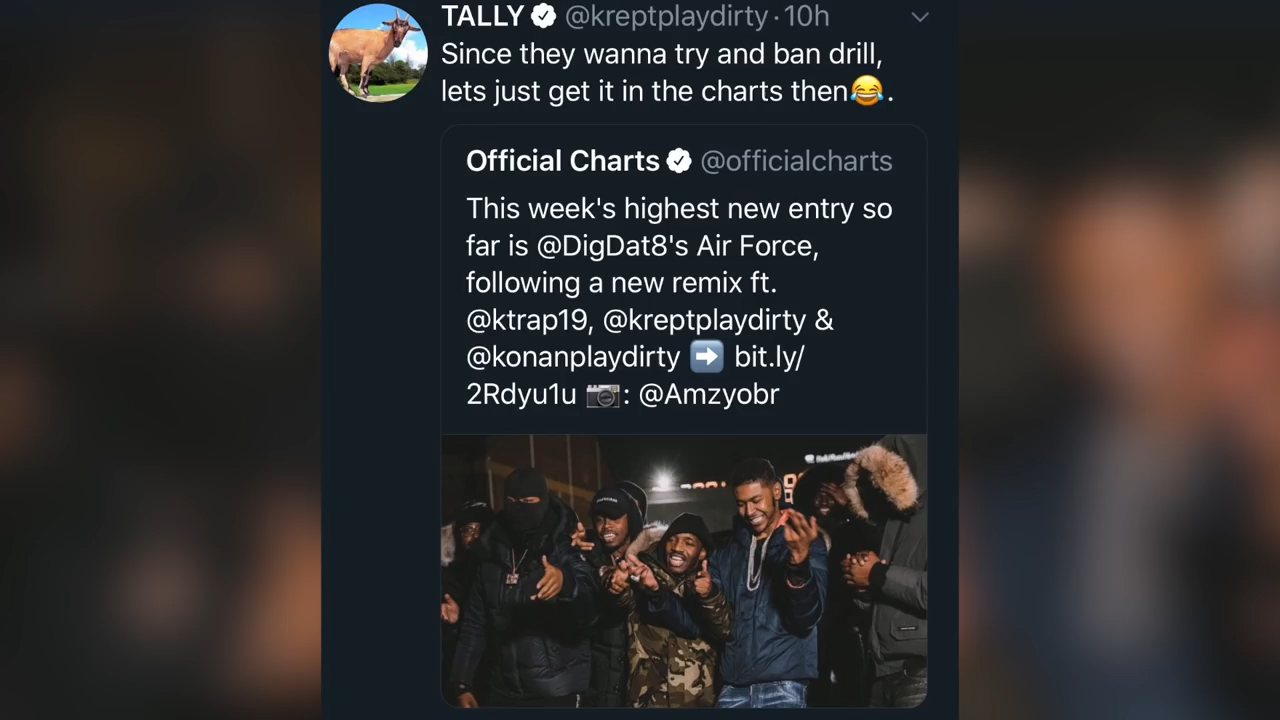 TALLY @kreptplaydirty · 10h
Since they wanna try and ban drill,
lets just get it in the charts then😂.
Official Charts @officialcharts
This week's highest new entry so
far is @DigDat8's Air Force,
following a new remix ft.
@ktrap19, @kreptplaydirty &
@konanplaydirty ➡️ bit.ly/
2Rdyu1u 📷: @Amzyobr